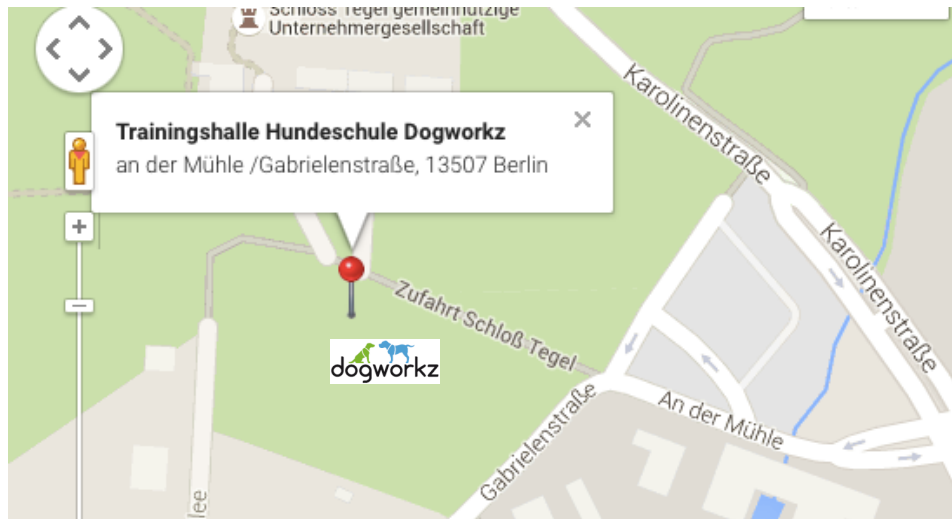 Schloss Tegel gemeinnützige
Unternehmergesellschaft
Karolinenstraße
Trainingshalle Hundeschule Dogworkz
an der Mühle /Gabrielenstraße, 13507 Berlin
Karolinenstraße
Zufahrt Schloß Tegel
dogworkz
An der Mühle
Gabrielenstraße
lee